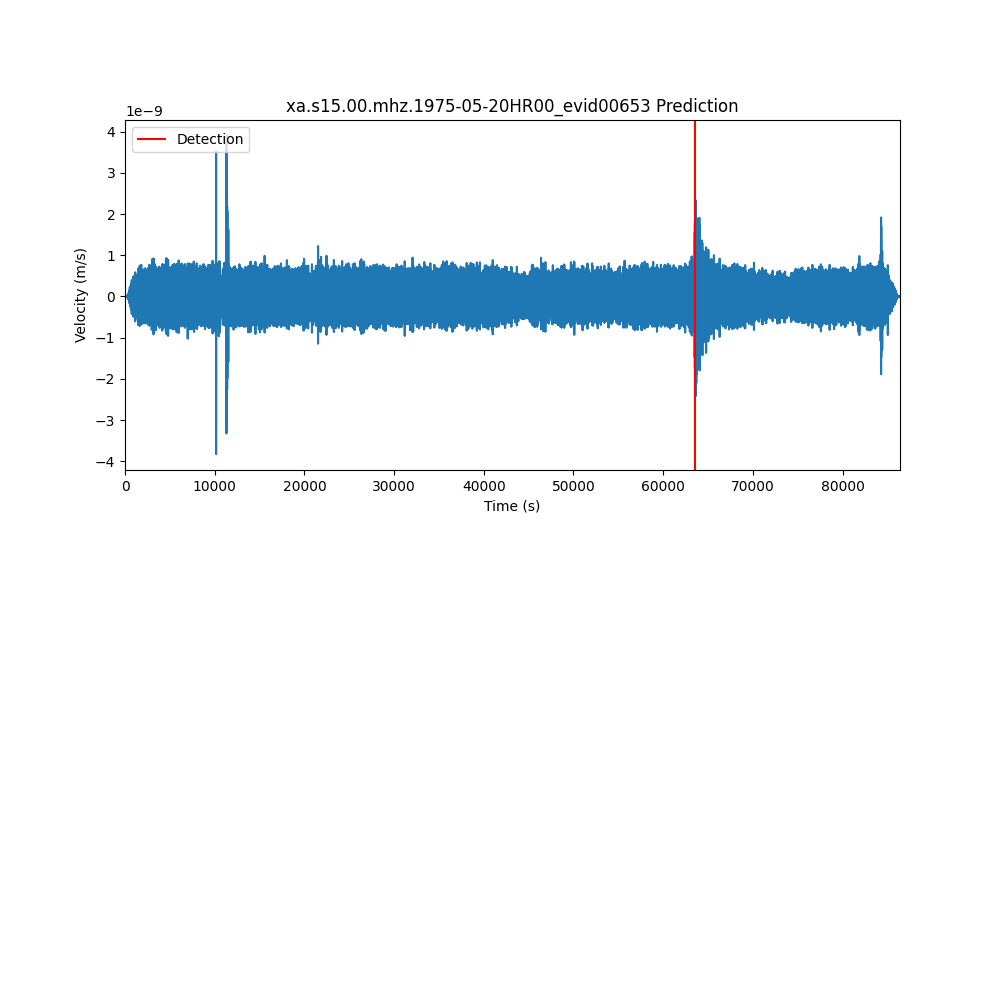 xa.s15.00.mhz.1975-05-20HR00_evid00653 Prediction
1e−9
Detection
4
3
2
1
0
−1
−2
−3
−4
Velocity (m/s)
0 10000 20000 30000 40000 50000 60000 70000 80000
Time (s)